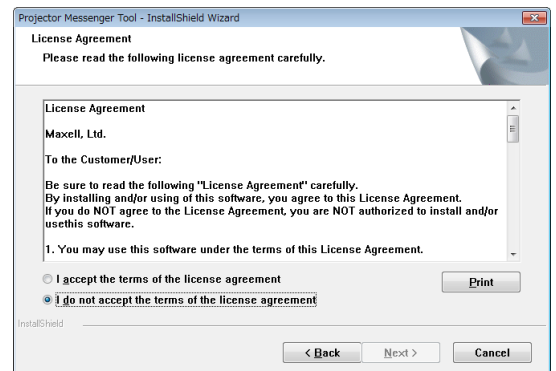 Projector Messenger Tool - InstallShield Wizard
License Agreement
Please read the following license agreement carefully.
License Agreement
Maxell, Ltd.
To the Customer/User:
Be sure to read the following "License Agreement" carefully.
By installing and/or using of this software, you agree to this License Agreement.
If you do NOT agree to the License Agreement, you are NOT authorized to install and/or
usethis software.
1. You may use this software under the terms of this License Agreement.
I accept the terms of the license agreement
I do not accept the terms of the license agreement
Print
InstallShield
< Back
Next >
Cancel